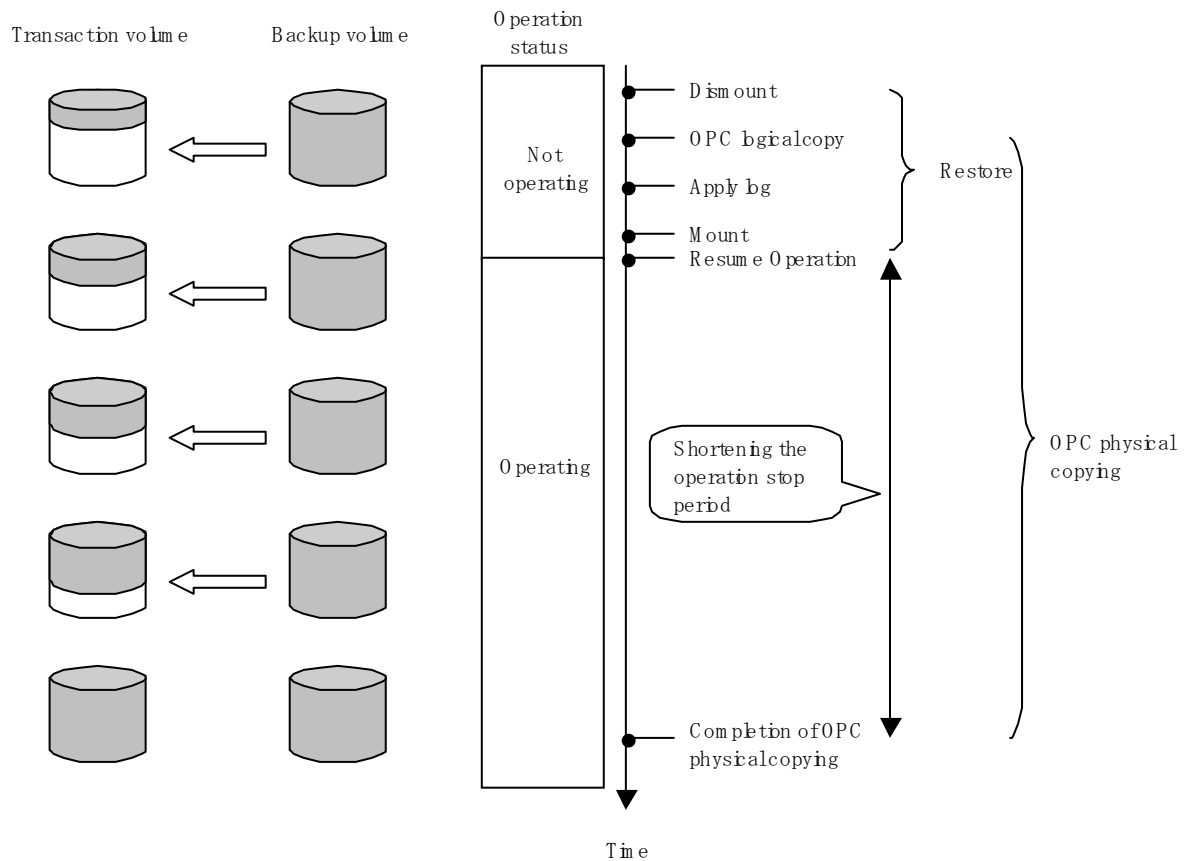 Transaction volume
Backup volume
Operation
status
Not
operating
Operating
Dismount
OPC logical copy
Apply log
Mount
Resume Operation
Restore
Shortening the
operation stop
period
OPC physical
copying
Completion of OPC
physical copying
Time